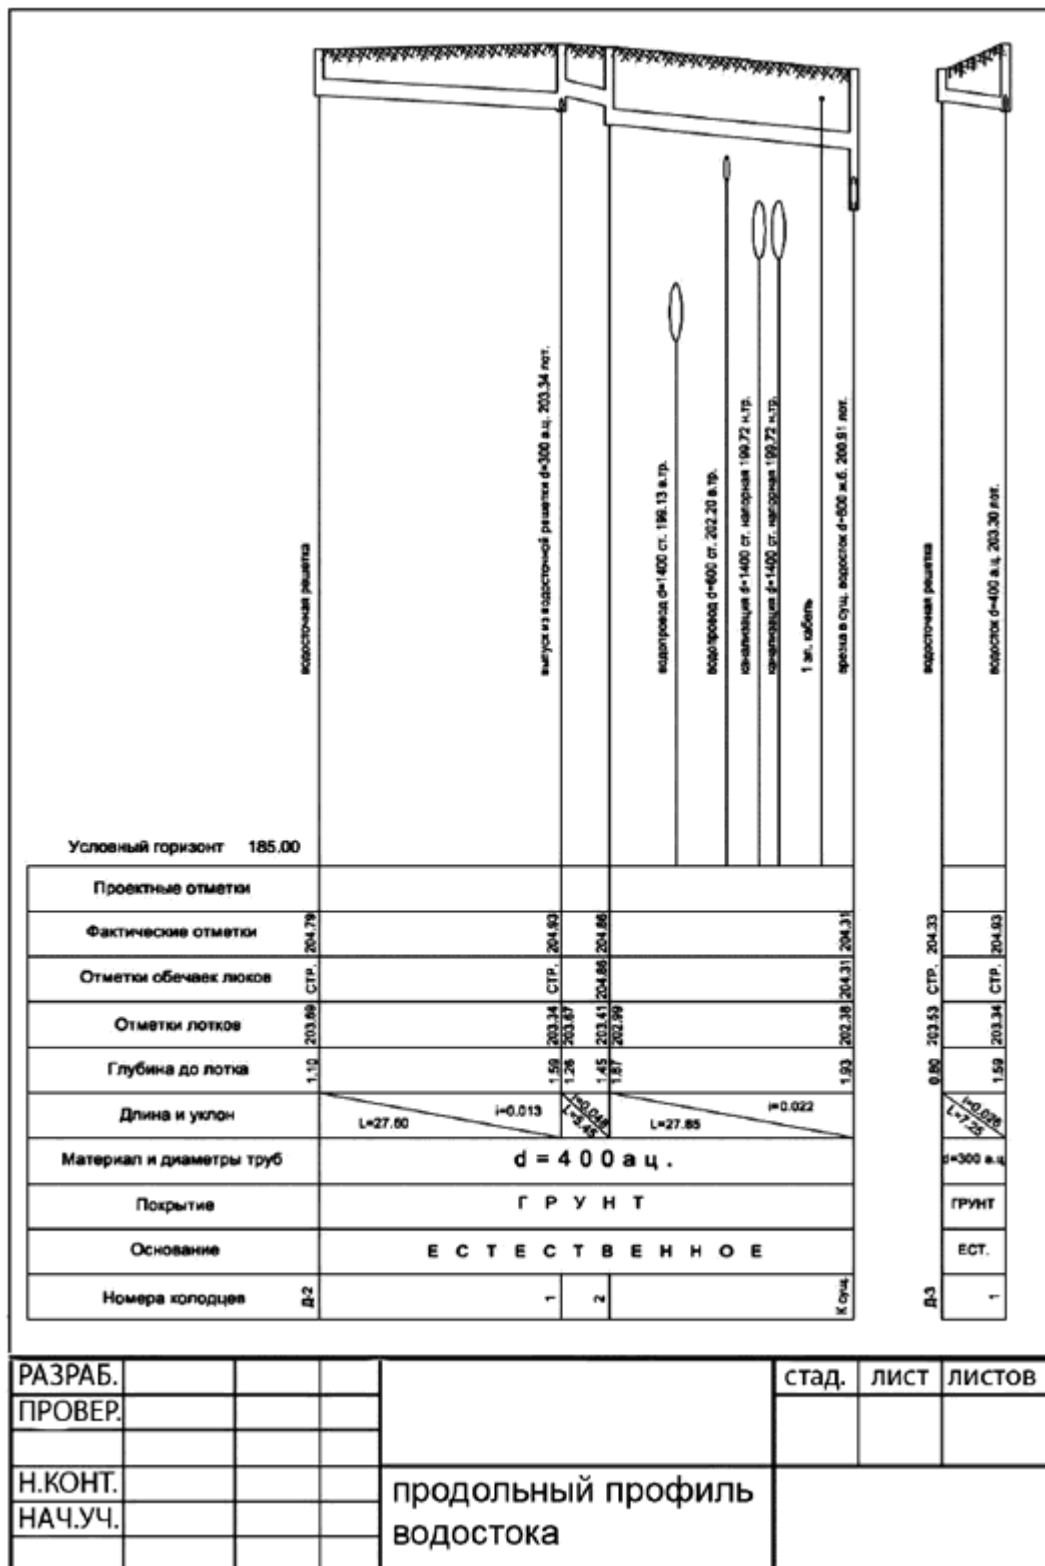 водосточная решетка
выпуск из водосточной решетки d=300 а.ц. 203.34 лот.
водопровод d=1400 ст. 199.13 в.тр.
водопровод d=600 ст. 202.20 в.тр.
канализация d=1400 ст. напорная 199.72 н.тр.
канализация d=1400 ст. напорная 199.72 н.тр.
1 эл. кабель
врезка в сущ. водосток d=600 ж.б. 200.91 лот.
водосточная решетка
водосток d=400 а.ц. 203.30 лот.
Условный горизонт 185.00
Проектные отметки
Фактические отметки 204.79 204.93 204.86 204.31 204.33 204.93
Отметки обечаек люков СТР. СТР. 204.86 204.31 СТР. СТР.
Отметки лотков 203.69 203.34 203.67 203.41 202.99 202.38 203.53 203.34
Глубина до лотка 1.10 1.59 1.26 1.45 1.87 1.93 0.80 1.59
Длина и уклон L=27.60 i=0.013 i=0.048 L=5.45 L=27.85 i=0.022 i=0.026 L=7.25
Материал и диаметры труб d = 4 0 0 а ц . d=300 а.ц.
Покрытие Г Р У Н Т ГРУНТ
Основание Е С Т Е С Т В Е Н Н О Е ЕСТ.
Номера колодцев Д-2 1 2 К сущ. Д-3 1
РАЗРАБ.
ПРОВЕР.
Н.КОНТ.
НАЧ.УЧ.
продольный профиль
водостока
стад. лист листов